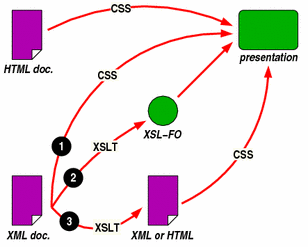 CSS
HTML doc.
CSS
presentation
1
XSLT
2
XSL-FO
CSS
3
XSLT
XML doc.
XML or HTML